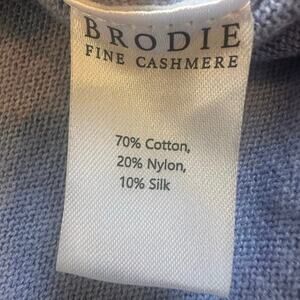 BRODIE
FINE CASHMERE
70% Cotton,
20% Nylon,
10% Silk